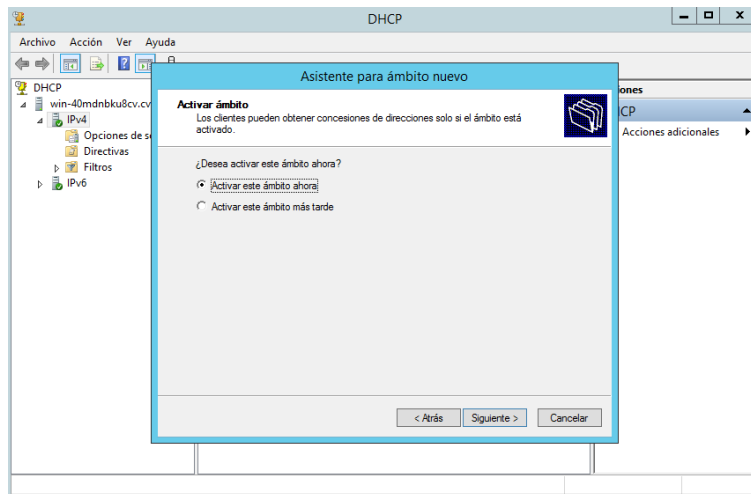 DHCP
Archivo Acción Ver Ayuda
DHCP
win-40mdnbku8cv.cv
IPv4
Opciones de se
Directivas
Filtros
IPv6
Asistente para ámbito nuevo
Activar ámbito
Los clientes pueden obtener concesiones de direcciones solo si el ámbito está
activado.
¿Desea activar este ámbito ahora?
Activar este ámbito ahora
Activar este ámbito más tarde
< Atrás Siguiente > Cancelar
iones
CP
Acciones adicionales